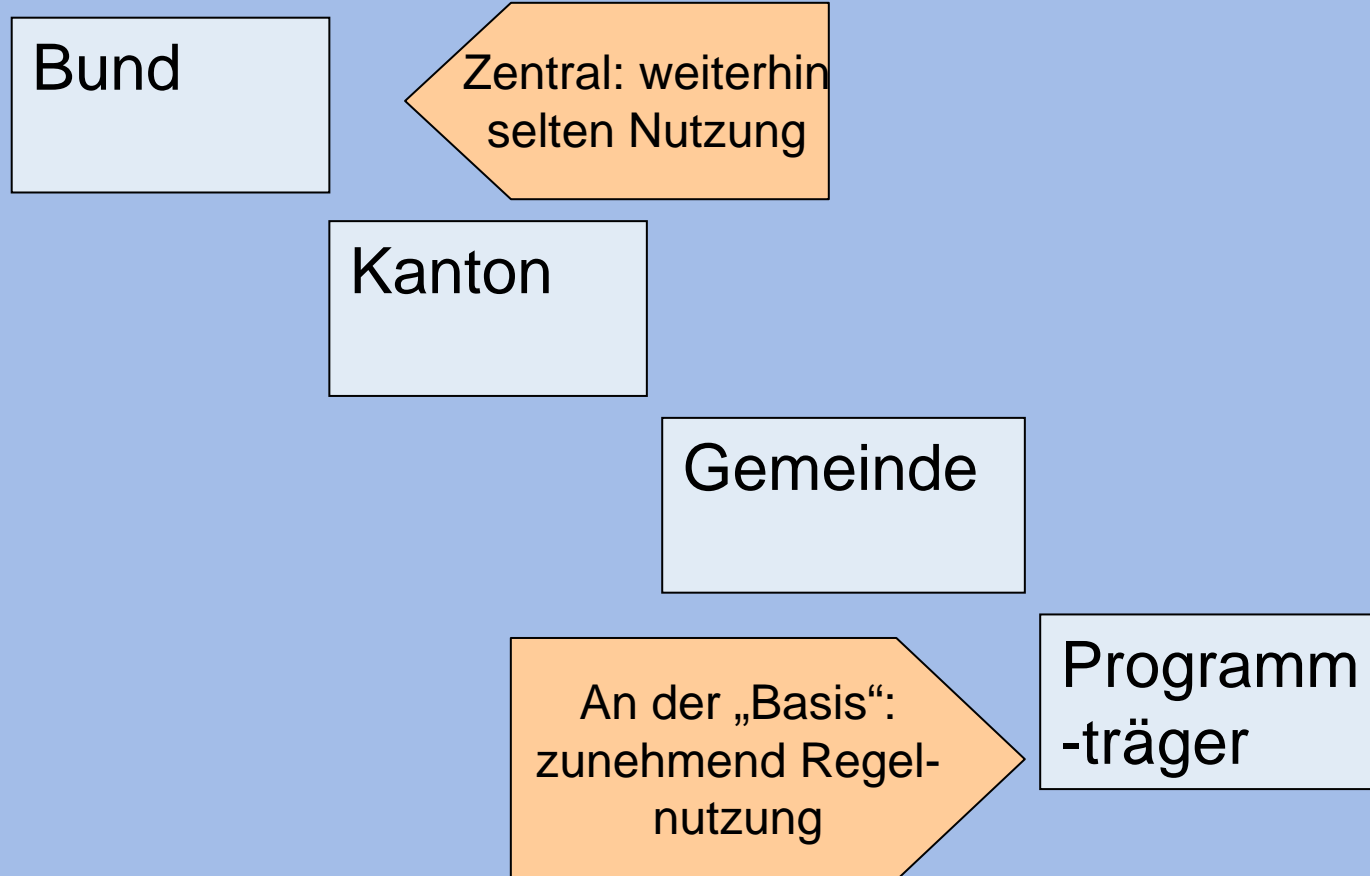 Bund
Zentral: weiterhin
selten Nutzung
Kanton
Gemeinde
An der „Basis“:
zunehmend Regel-
nutzung
Programm
-träger